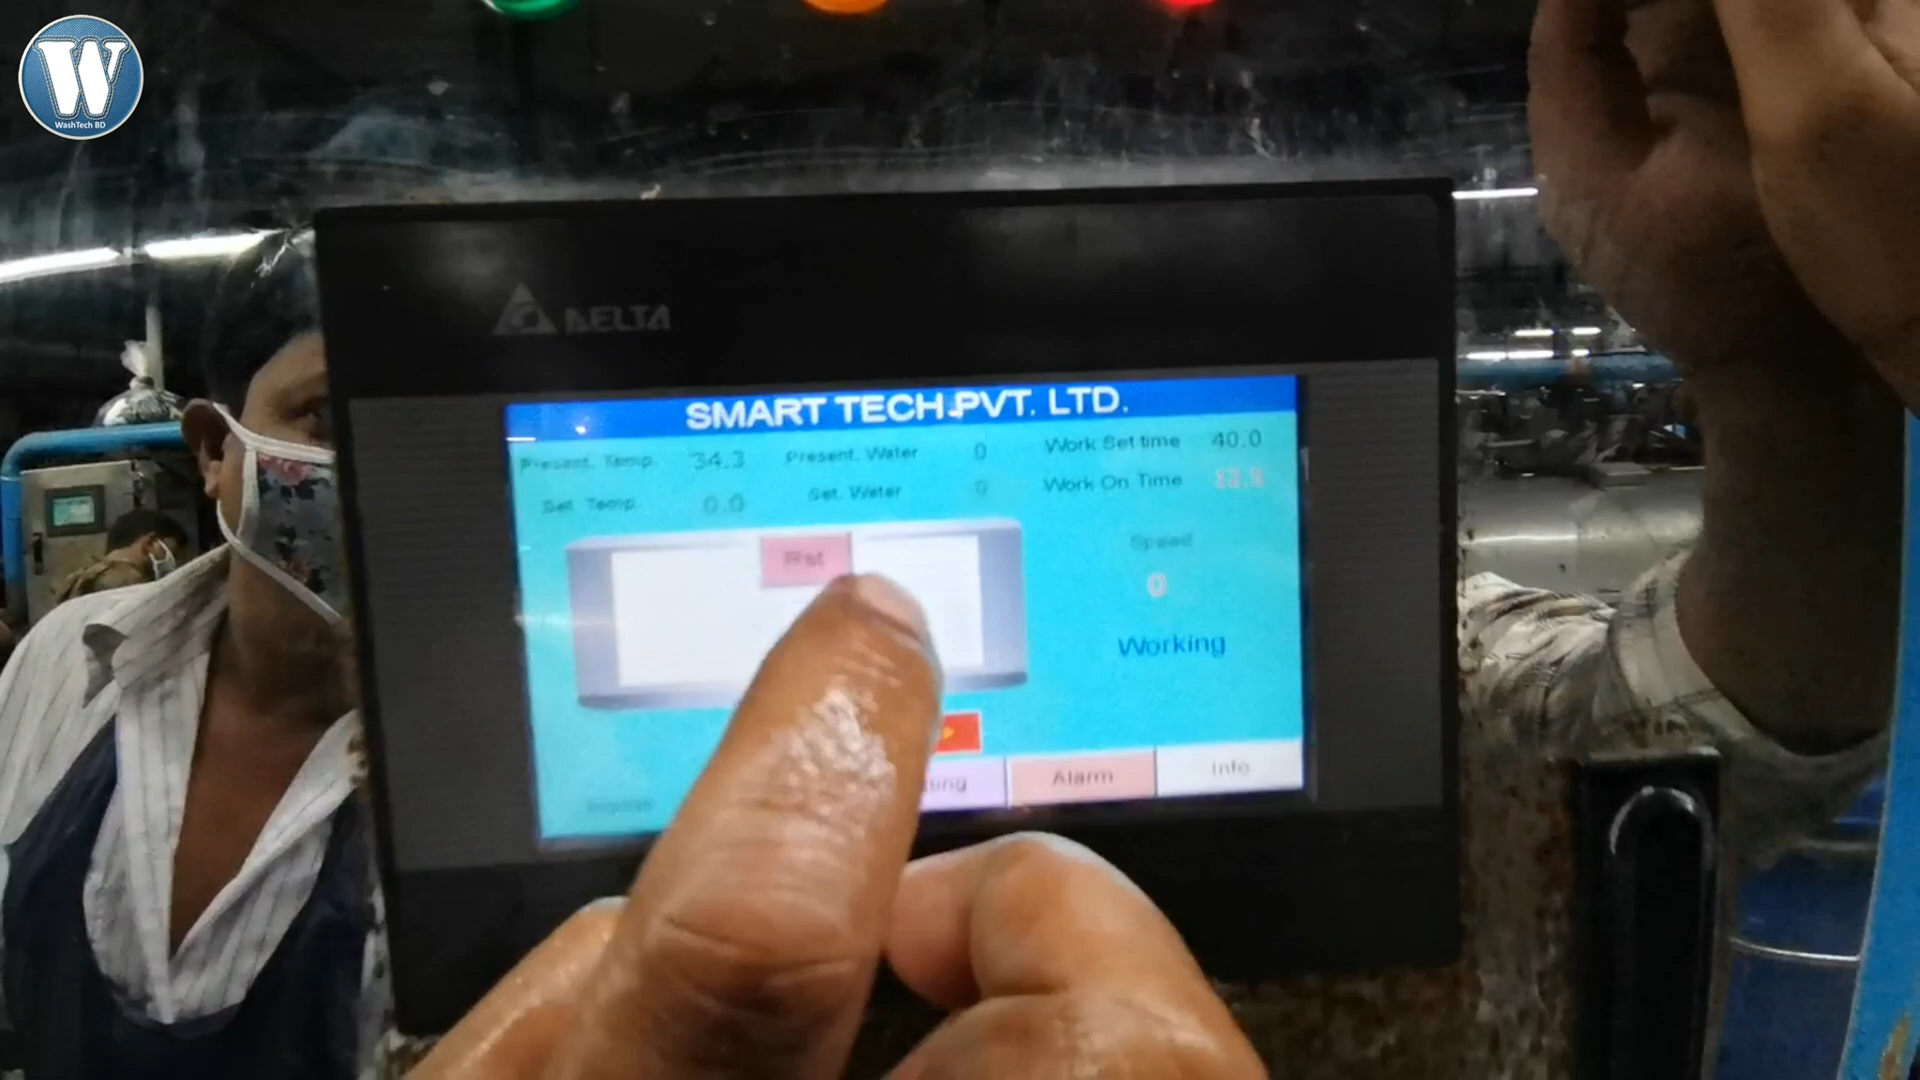 W
WashTech BD
DELTA
SMART TECH.PVT. LTD.
Present. Temp. 34.3 Present. Water 0 Work Set time 40.0
Set. Temp. 0.0 Set. Water 0 Work On Time
Rst
Speed
0
Working
Alarm
Info